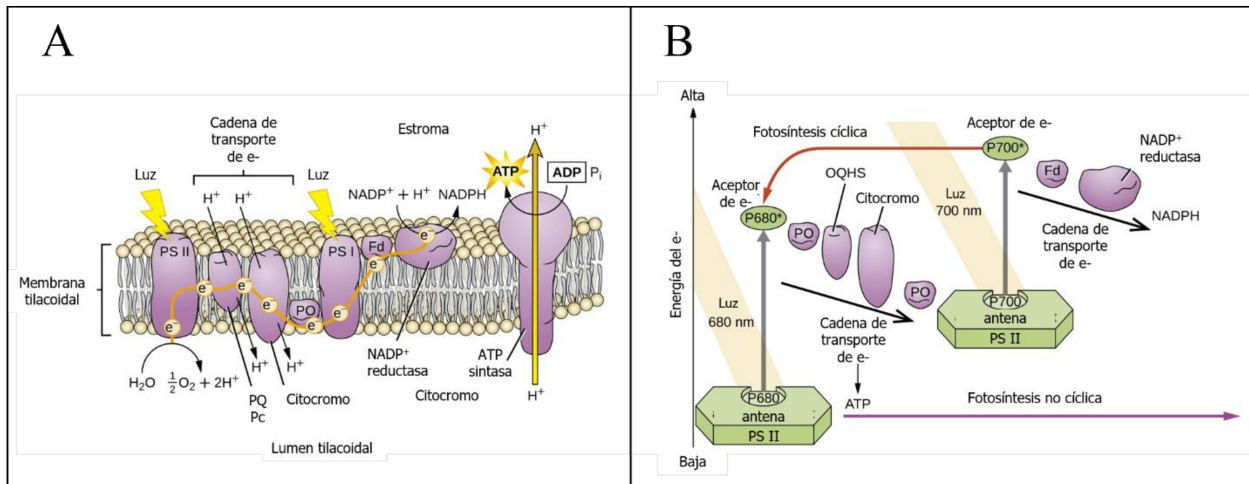 A
Cadena de
transporte
de e-
Estroma
H⁺
Luz
H⁺
H⁺
Luz
NADP⁺ + H⁺
NADPH
ATP
ADP
Pᵢ
PS II
PS I
Fd
e⁻
Membrana
tilacoidal
e⁻
e⁻
e⁻
e⁻
PO
e⁻
e⁻
e⁻
H₂O
½O₂ + 2H⁺
H⁺
H⁺
NADP⁺
reductasa
ATP
sintasa
PQ
Pc
Citocromo
Citocromo
H⁺
Lumen tilacoidal
B
Alta
Fotosíntesis cíclica
Aceptor de e-
P700*
NADP⁺
reductasa
Fd
OQHS
Aceptor
de e-
P680*
Citocromo
Luz
700 nm
NADPH
PO
Cadena de
transporte
de e-
Energía del e-
Luz
680 nm
PO
P700
antena
PS II
Cadena de
transporte
de e-
P680
antena
PS II
ATP
Fotosíntesis no cíclica
Baja